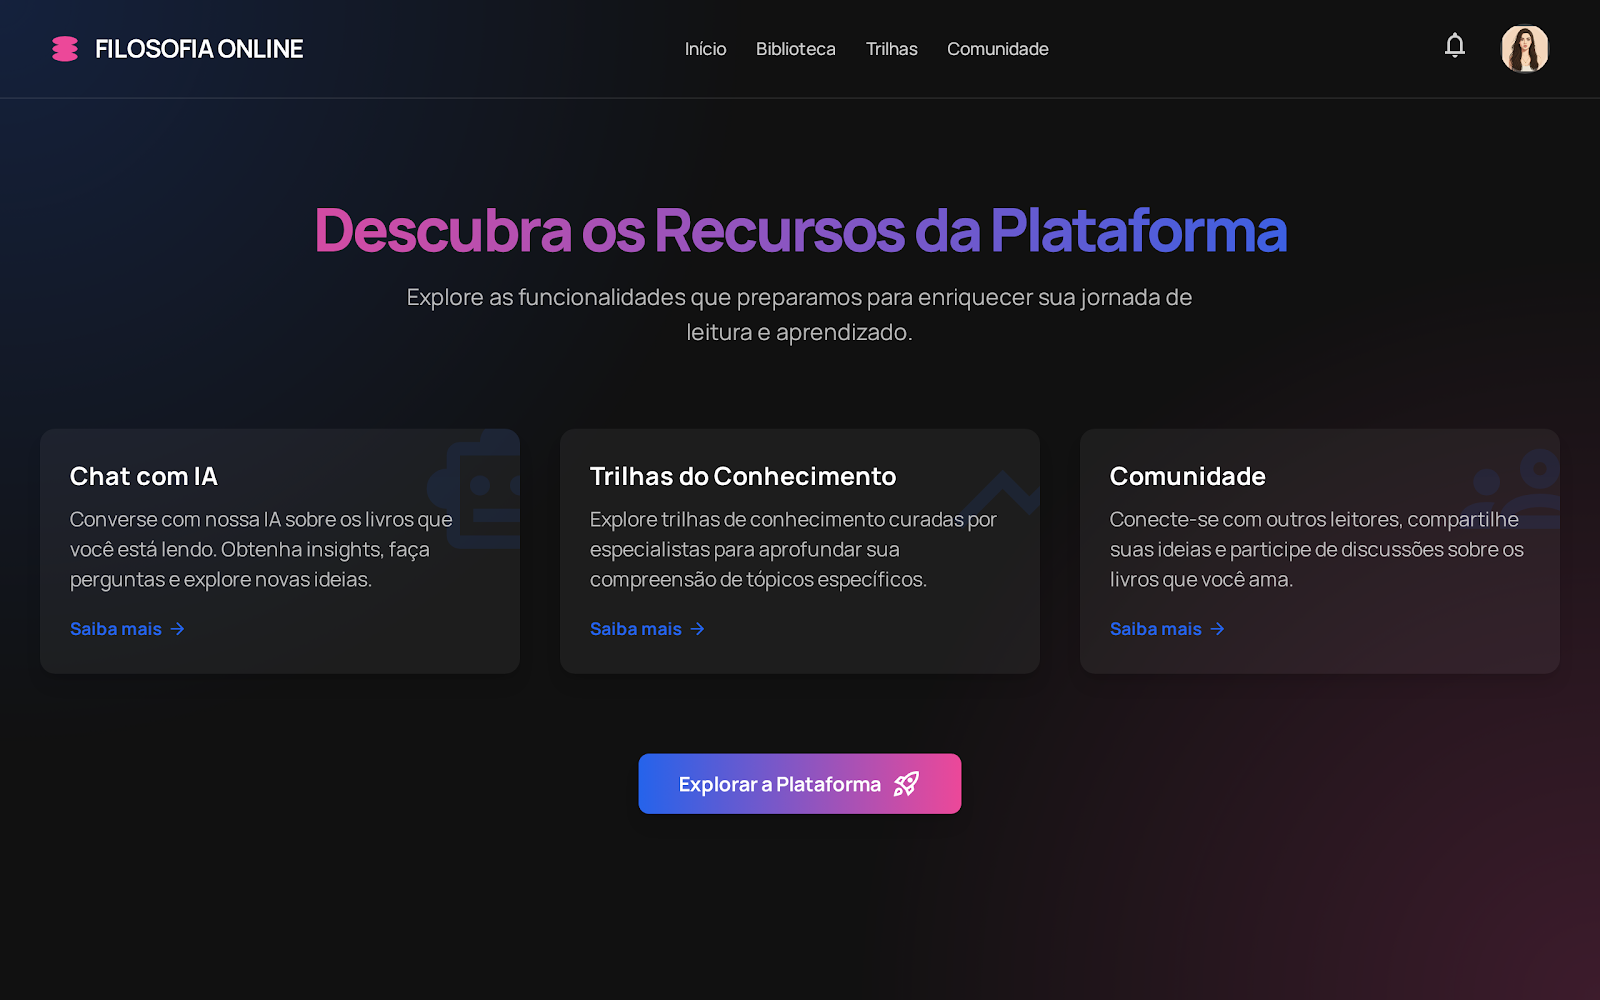 FILOSOFIA ONLINE
Início
Biblioteca
Trilhas
Comunidade
Descubra os Recursos da Plataforma
Explore as funcionalidades que preparamos para enriquecer sua jornada de
leitura e aprendizado.
Chat com IA
Converse com nossa IA sobre os livros que
você está lendo. Obtenha insights, faça
perguntas e explore novas ideias.
Saiba mais
Trilhas do Conhecimento
Explore trilhas de conhecimento curadas por
especialistas para aprofundar sua
compreensão de tópicos específicos.
Saiba mais
Comunidade
Conecte-se com outros leitores, compartilhe
suas ideias e participe de discussões sobre os
livros que você ama.
Saiba mais
Explorar a Plataforma